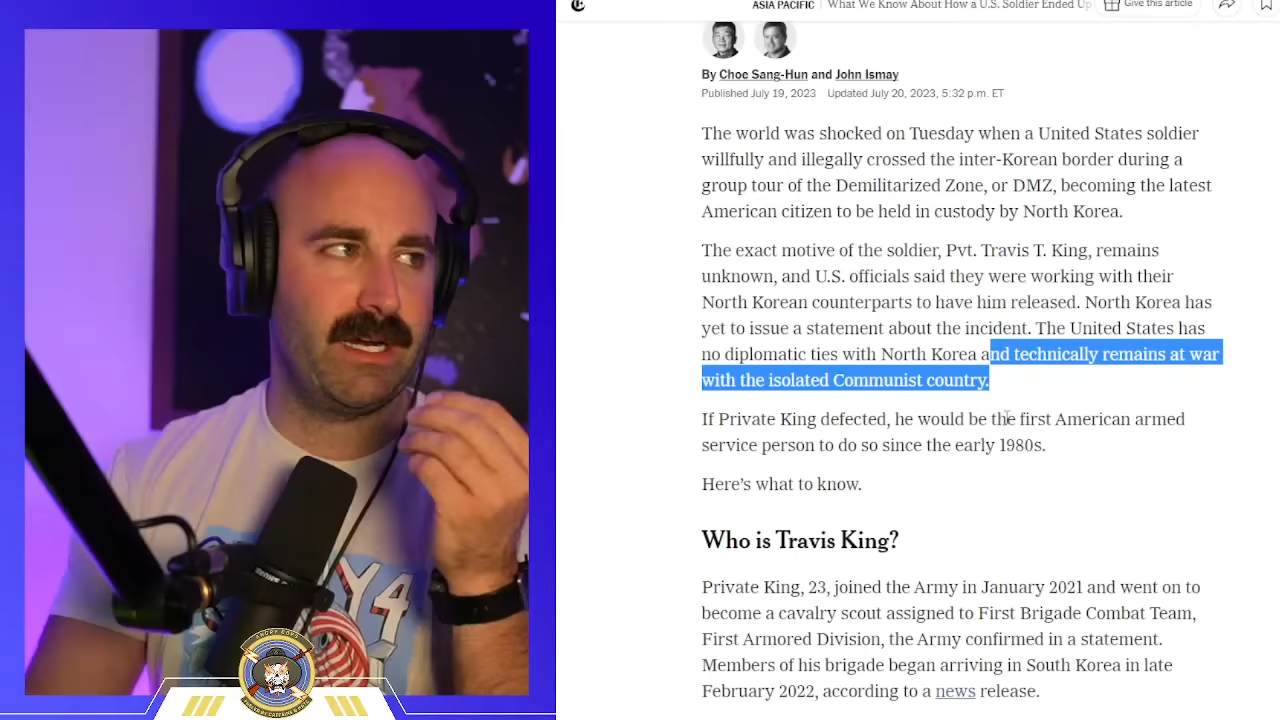 ASIA PACIFIC | What We Know About How a U.S. Soldier Ended Up
Give this article
By Choe Sang-Hun and John Ismay
Published July 19, 2023 Updated July 20, 2023, 5:32 p.m. ET
The world was shocked on Tuesday when a United States soldier
willfully and illegally crossed the inter-Korean border during a
group tour of the Demilitarized Zone, or DMZ, becoming the latest
American citizen to be held in custody by North Korea.
The exact motive of the soldier, Pvt. Travis T. King, remains
unknown, and U.S. officials said they were working with their
North Korean counterparts to have him released. North Korea has
yet to issue a statement about the incident. The United States has
no diplomatic ties with North Korea and technically remains at war
with the isolated Communist country.
If Private King defected, he would be the first American armed
service person to do so since the early 1980s.
Here’s what to know.
Who is Travis King?
Private King, 23, joined the Army in January 2021 and went on to
become a cavalry scout assigned to First Brigade Combat Team,
First Armored Division, the Army confirmed in a statement.
Members of his brigade began arriving in South Korea in late
February 2022, according to a news release.
Y4
ANGRY COPS